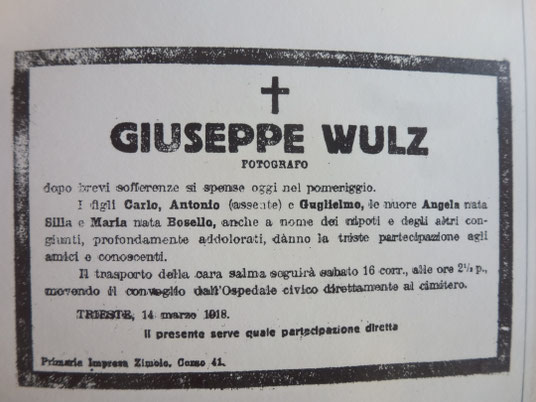 GIUSEPPE WULZ
FOTOGRAFO
dopo brevi sofferenze si spense oggi nel pomeriggio.
I figli Carlo, Antonio (assente) e Guglielmo, le nuore Angela nata
Silla e Maria nata Bosello, anche a nome dei nipoti e degli altri con-
giunti, profondamente addolorati, dànno la triste partecipazione agli
amici e conoscenti.
Il trasporto della cara salma seguirà sabato 16 corr., alle ore 2½ p.,
movendo il convoglio dall'Ospedale civico direttamente al cimitero.
TRIESTE, 14 marzo 1918.
Il presente serve quale partecipazione diretta
Primaria Impresa Zimolo, Corso 41.